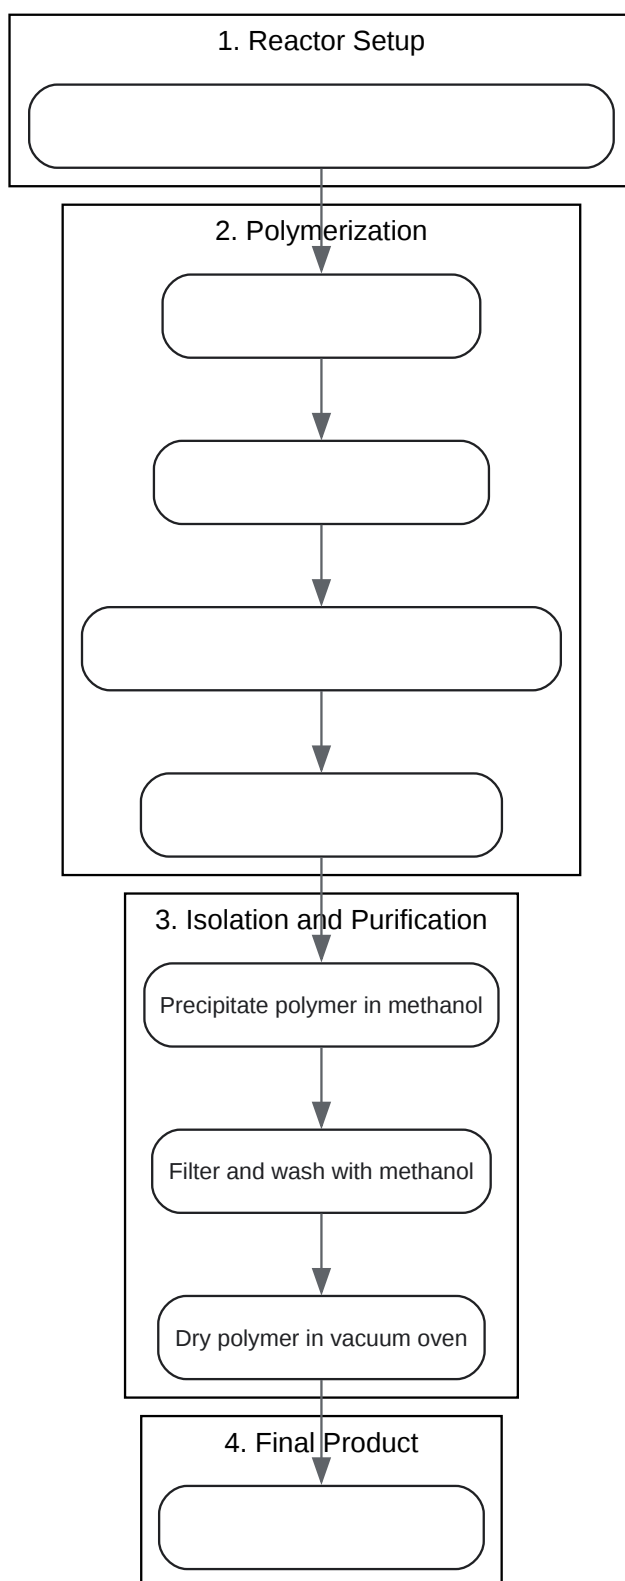 1. Reactor Setup
2. Polymerization
3. Isolation and Purification
Precipitate polymer in methanol
Filter and wash with methanol
Dry polymer in vacuum oven
4. Final Product